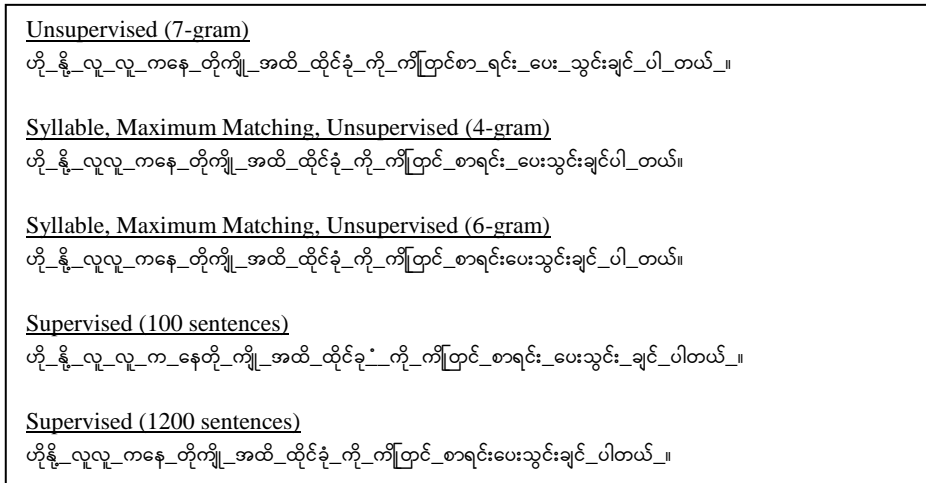 Unsupervised (7-gram)
ဟို_နို့_လူ_လူ_ကနေ_တိုကျို_အထိ_ထိုင်ခုံ_ကို_ကြိုတင်စာ_ရင်း_ပေး_သွင်းချင်_ပါ_တယ်_။
Syllable, Maximum Matching, Unsupervised (4-gram)
ဟို_နို့_လူလူ_ကနေ_တိုကျို_အထိ_ထိုင်ခုံ_ကို_ကြိုတင်_စာရင်း_ပေးသွင်းချင်ပါ_တယ်။
Syllable, Maximum Matching, Unsupervised (6-gram)
ဟို_နို့_လူလူ_ကနေ_တိုကျို_အထိ_ထိုင်ခုံ_ကို_ကြိုတင်_စာရင်းပေးသွင်းချင်_ပါ_တယ်။
Supervised (100 sentences)
ဟို_နို့_လူ_လူ_က_နေတို_ကျို_အထိ_ထိုင်ခု_ံ_ကို_ကြိုတင်_စာရင်း_ပေးသွင်း_ချင်_ပါတယ်_။
Supervised (1200 sentences)
ဟိုနို့_လူလူ_ကနေ_တိုကျို_အထိ_ထိုင်ခုံ_ကို_ကြိုတင်_စာရင်းပေးသွင်းချင်_ပါတယ်_။